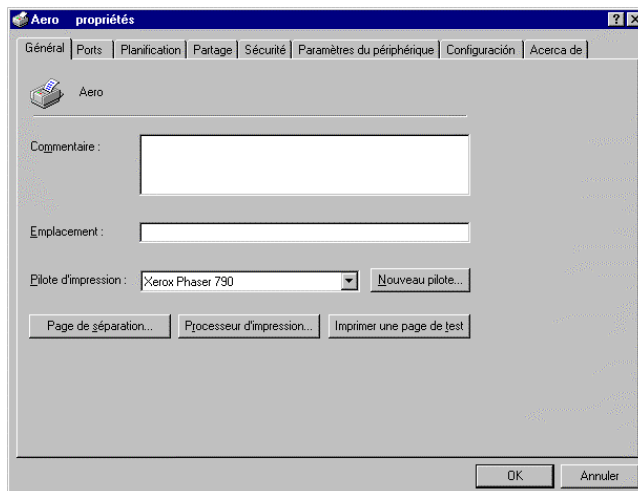 Aero propriétés
Général Ports Planification Partage Sécurité Paramètres du périphérique Configuración Acerca de
Aero
Commentaire :
Emplacement :
Pilote d'impression : Xerox Phaser 790 Nouveau pilote...
Page de séparation... Processeur d'impression... Imprimer une page de test
OK Annuler